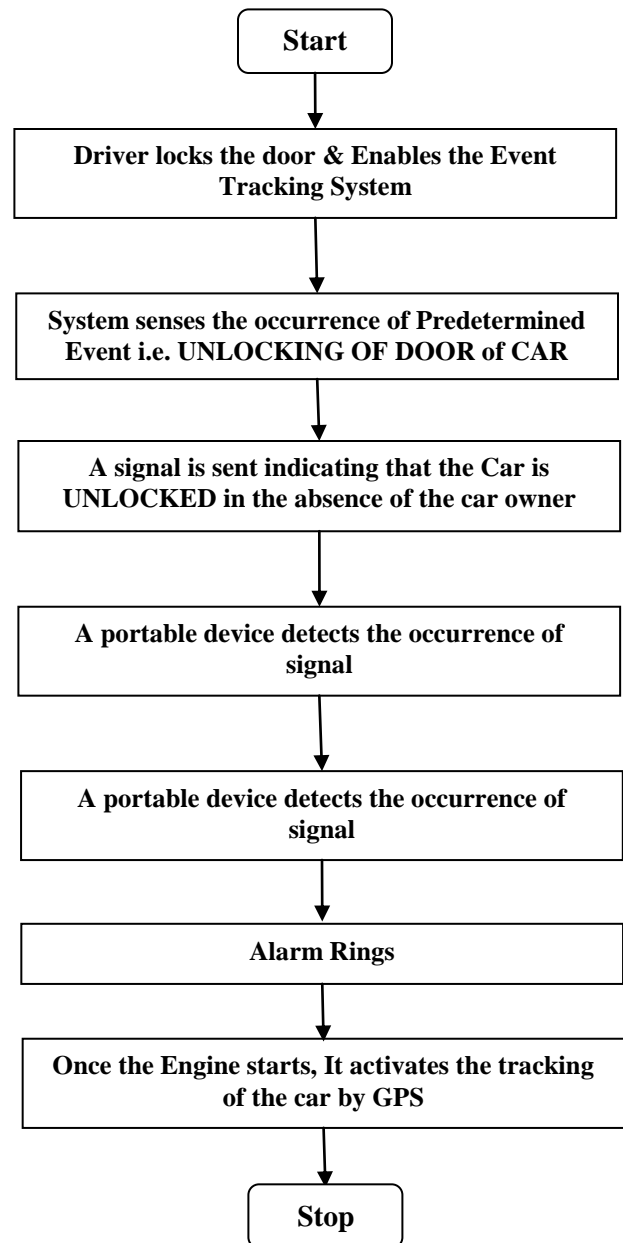 Start
Driver locks the door & Enables the Event
Tracking System
System senses the occurrence of Predetermined
Event i.e. UNLOCKING OF DOOR of CAR
A signal is sent indicating that the Car is
UNLOCKED in the absence of the car owner
A portable device detects the occurrence of
signal
A portable device detects the occurrence of
signal
Alarm Rings
Once the Engine starts, It activates the tracking
of the car by GPS
Stop